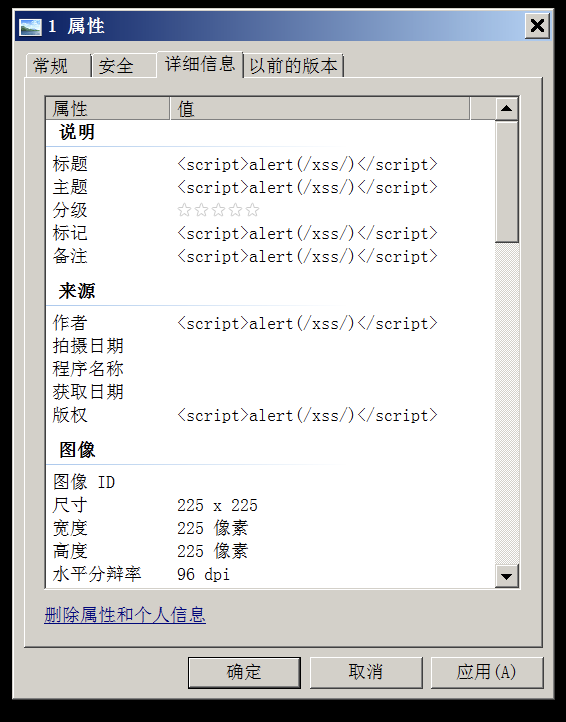 1 属性
常规 安全 详细信息 以前的版本
属性 值
说明
标题 <script>alert(/xss/)</script>
主题 <script>alert(/xss/)</script>
分级 ☆☆☆☆☆
标记 <script>alert(/xss/)</script>
备注 <script>alert(/xss/)</script>
来源
作者 <script>alert(/xss/)</script>
拍摄日期
程序名称
获取日期
版权 <script>alert(/xss/)</script>
图像
图像 ID
尺寸 225 x 225
宽度 225 像素
高度 225 像素
水平分辩率 96 dpi
删除属性和个人信息
确定 取消 应用(A)